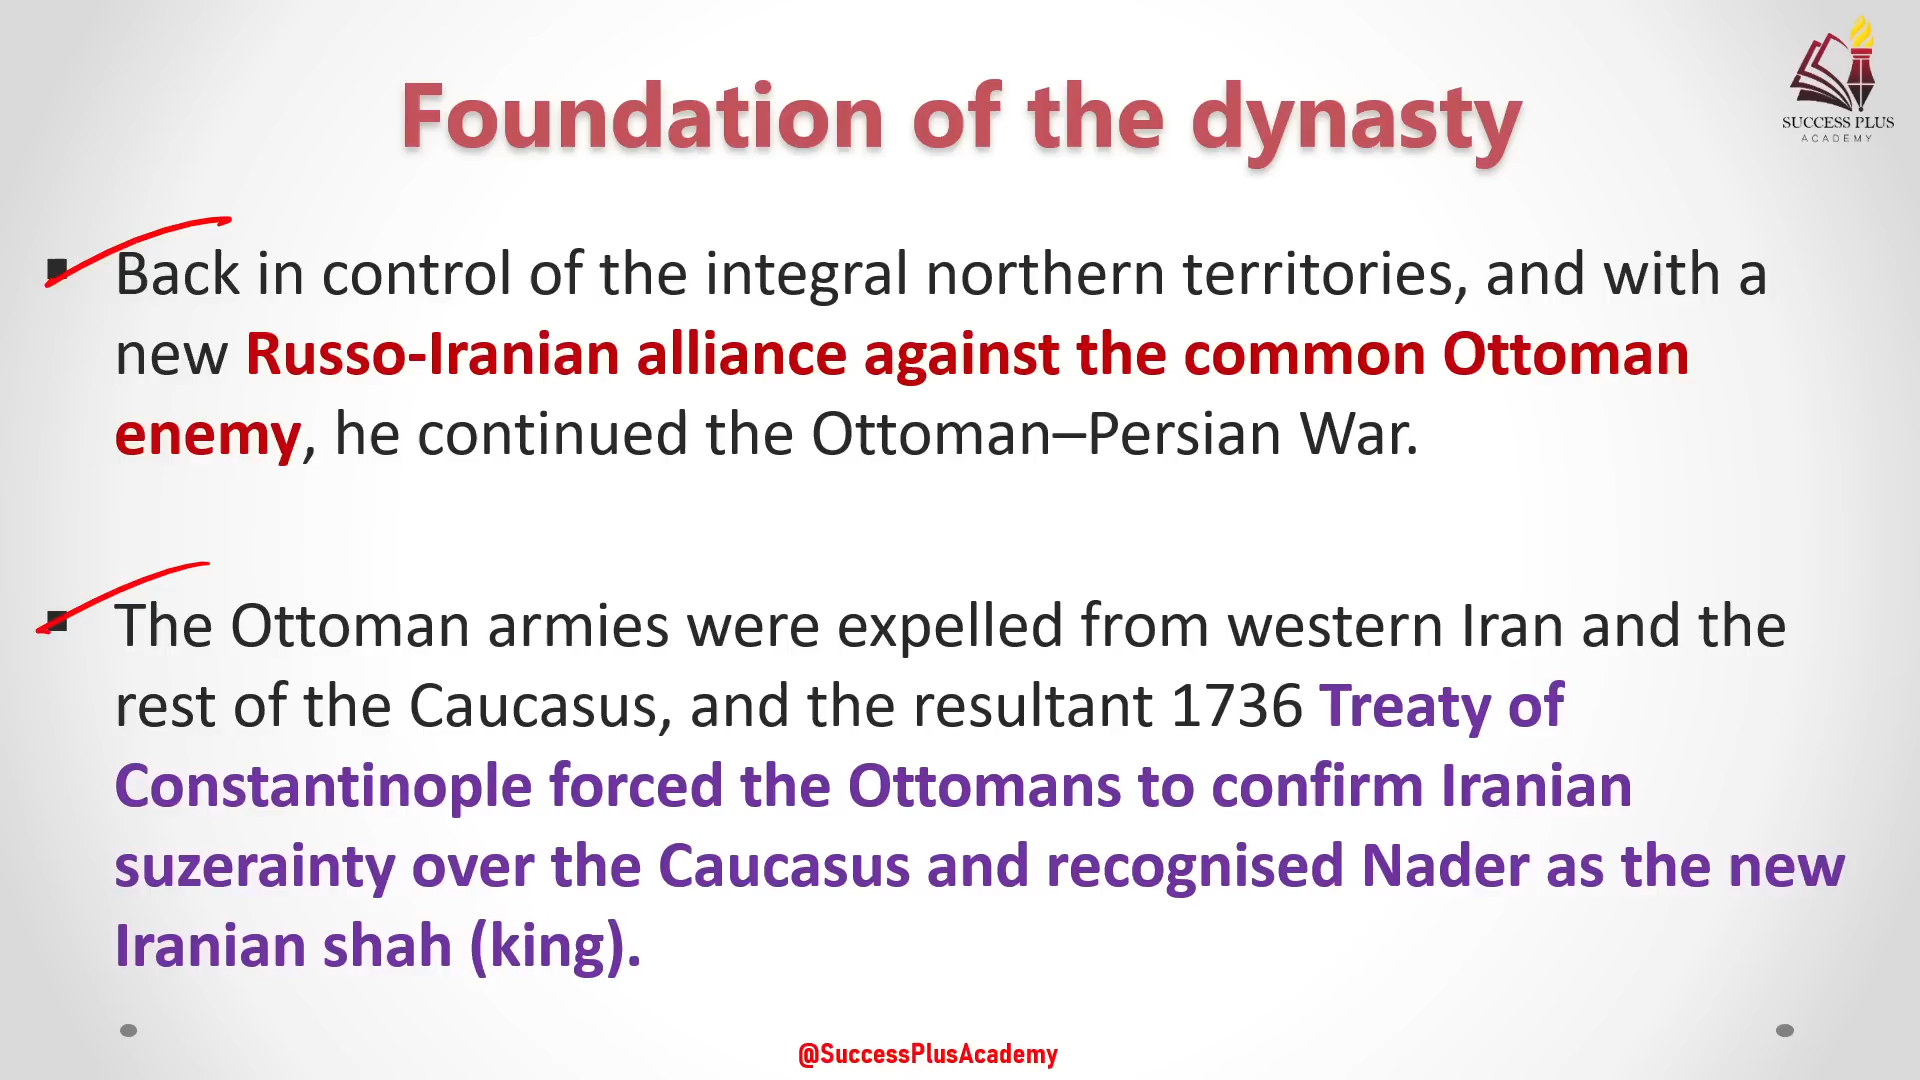 SUCCESS PLUS
ACADEMY
Foundation of the dynasty
▪ Back in control of the integral northern territories, and with a
new Russo-Iranian alliance against the common Ottoman
enemy, he continued the Ottoman–Persian War.
▪ The Ottoman armies were expelled from western Iran and the
rest of the Caucasus, and the resultant 1736 Treaty of
Constantinople forced the Ottomans to confirm Iranian
suzerainty over the Caucasus and recognised Nader as the new
Iranian shah (king).
@SuccessPlusAcademy